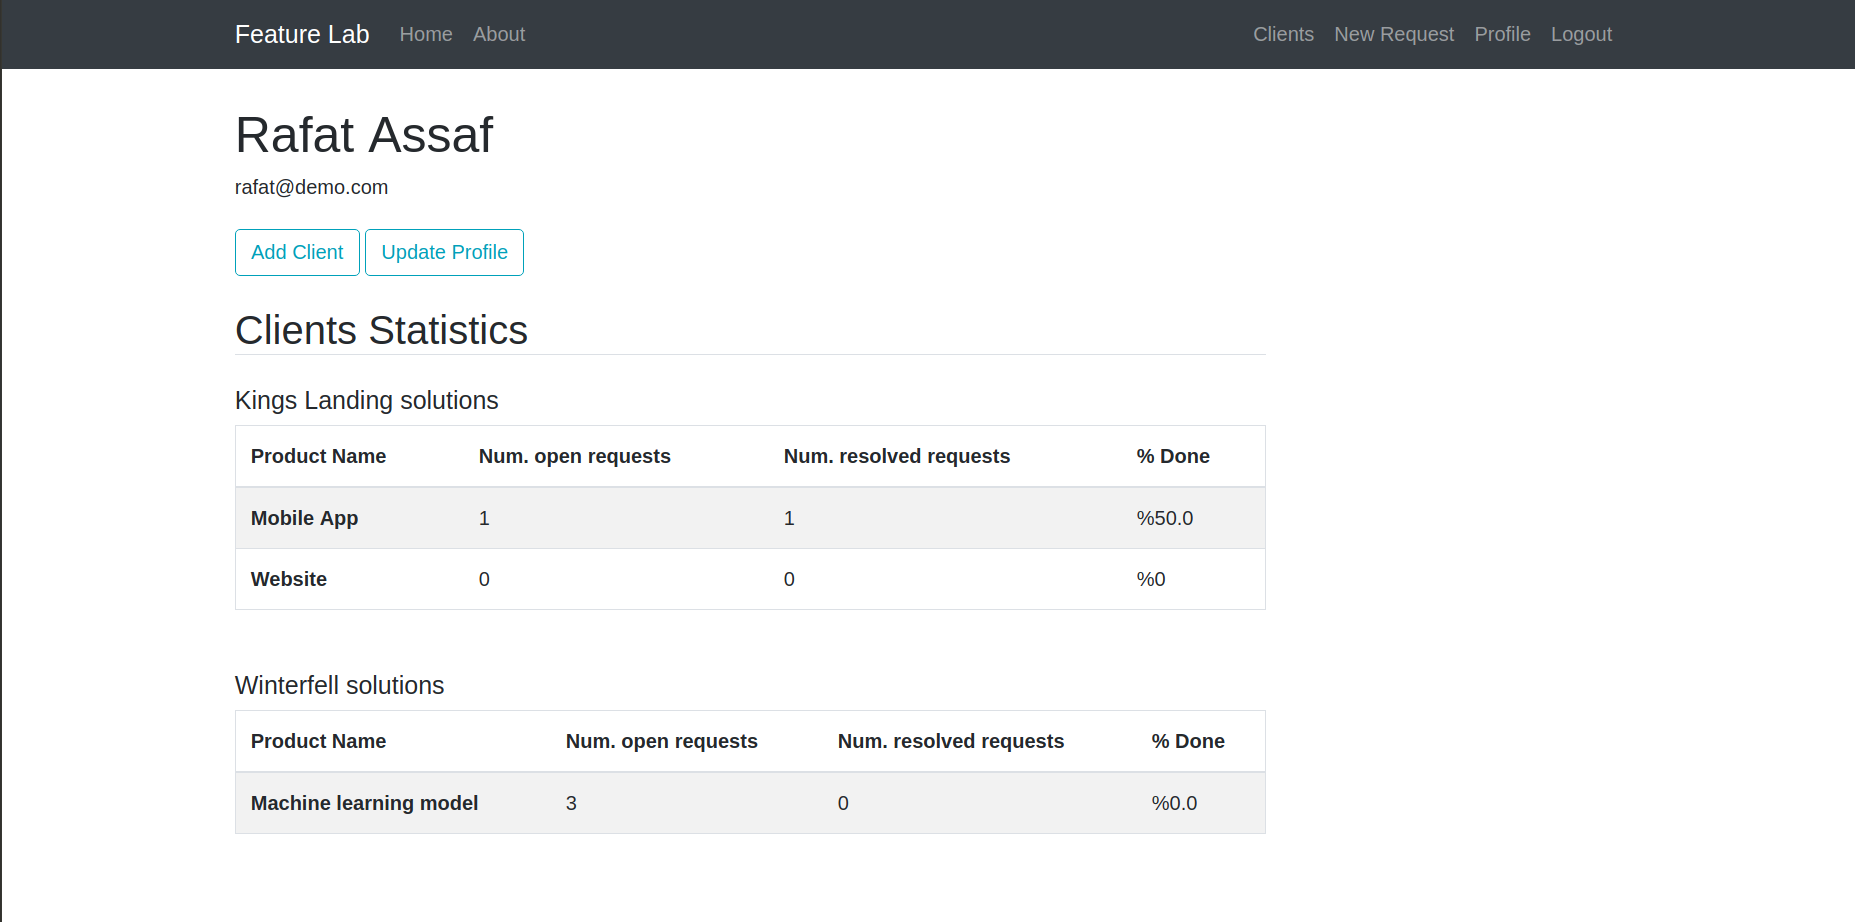 Feature Lab Home About Clients New Request Profile Logout
Rafat Assaf
rafat@demo.com
Add Client Update Profile
Clients Statistics
Kings Landing solutions
Product Name Num. open requests Num. resolved requests % Done
Mobile App 1 1 %50.0
Website 0 0 %0
Winterfell solutions
Product Name Num. open requests Num. resolved requests % Done
Machine learning model 3 0 %0.0